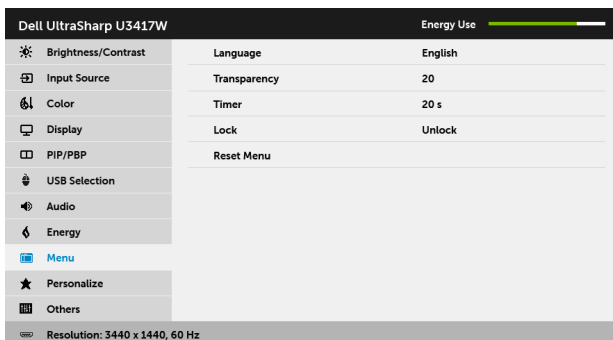 Dell UltraSharp U3417W Energy Use
Brightness/Contrast Language English
Input Source Transparency 20
Color Timer 20 s
Display Lock Unlock
PIP/PBP Reset Menu
USB Selection
Audio
Energy
Menu
Personalize
Others
Resolution: 3440 x 1440, 60 Hz